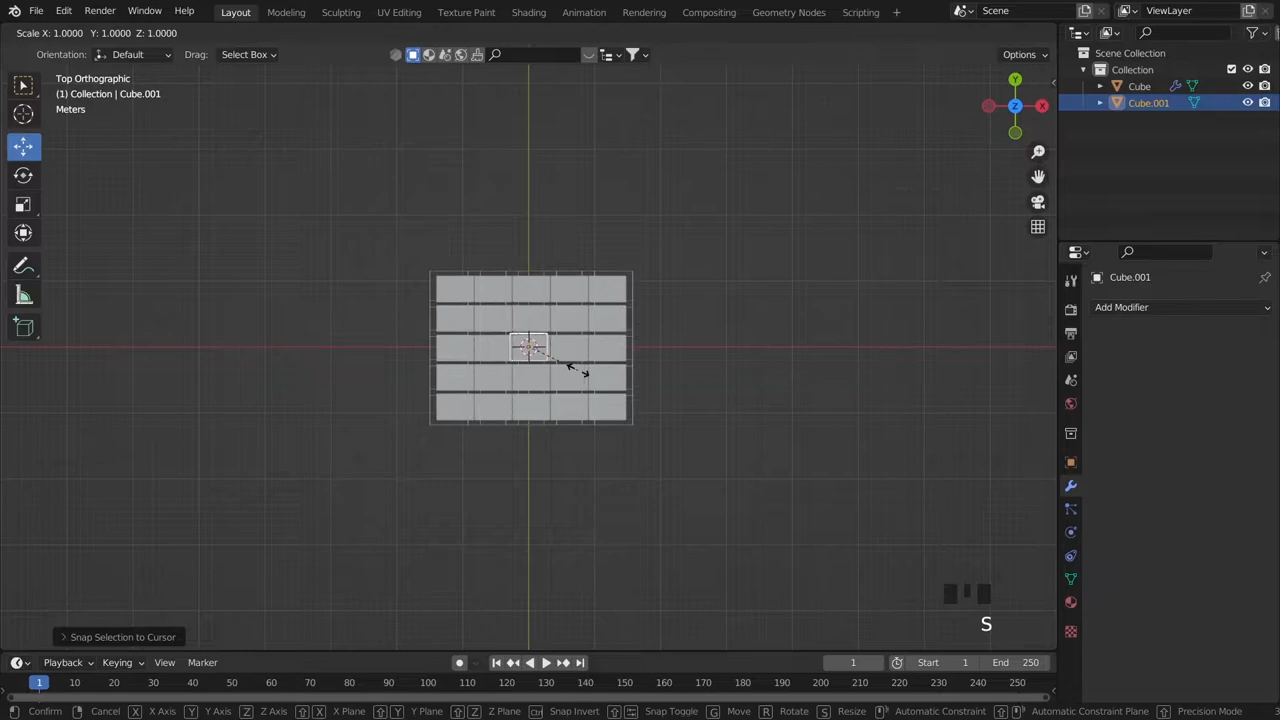 File Edit Render Window Help Layout Modeling Sculpting UV Editing Texture Paint Shading Animation Rendering Compositing Geometry Nodes Scripting + Scene ViewLayer
Scale X: 1.0000 Y: 1.0000 Z: 1.0000
Orientation: Default Drag: Select Box Options
Scene Collection
Collection
Cube
Cube.001
Top Orthographic
(1) Collection | Cube.001
Meters
Y
Z
X
Cube.001
Add Modifier
S
Snap Selection to Cursor
Playback Keying View Marker 1 Start 1 End 250
1 10 20 30 40 50 60 70 80 90 100 110 120 130 140 150 160 170 180 190 200 210 220 230 240 250
Confirm Cancel X X Axis Y Y Axis Z Z Axis X X Plane Y Y Plane Z Z Plane Ctrl Snap Invert Snap Toggle G Move R Rotate S Resize Automatic Constraint Automatic Constraint Plane Precision Mode